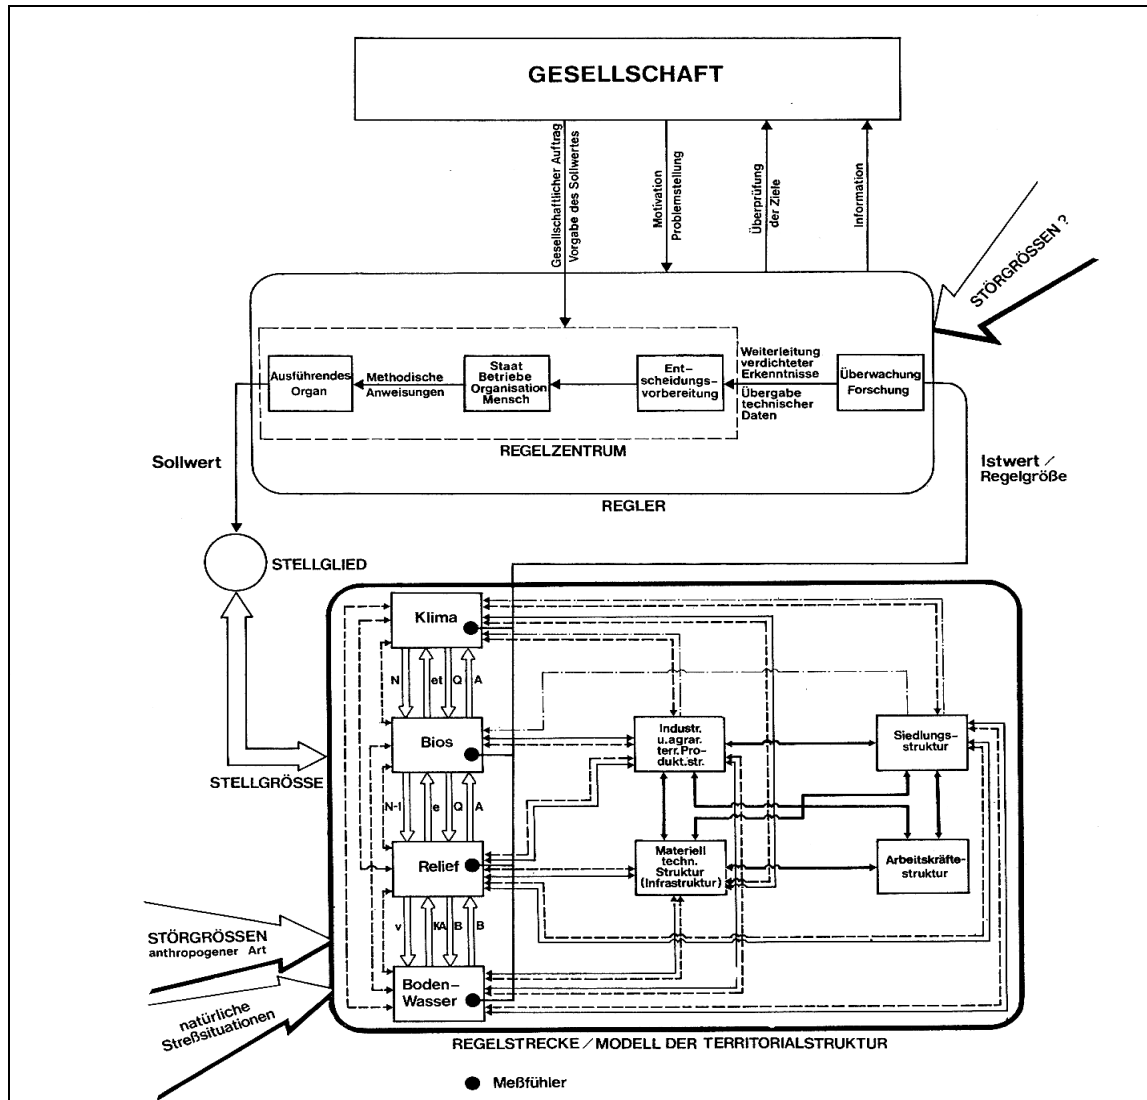 GESELLSCHAFT
Gesellschaftlicher Auftrag
Vorgabe des Sollwertes
Motivation
Problemstellung
Überprüfung
der Ziele
Information
STÖRGRÖSSEN ?
Ausführendes
Organ
Methodische
Anweisungen
Staat
Betriebe
Organisation
Mensch
Ent-
scheidungs-
vorbereitung
Weiterleitung
verdichteter
Erkenntnisse
Übergabe
technischer
Daten
Überwachung
Forschung
REGELZENTRUM
REGLER
Sollwert
Istwert /
Regelgröße
STELLGLIED
STELLGRÖSSE
Klima
N et Q A
Bios
N-I e Q A
Relief
v KA B B
Boden-
Wasser
Industr.
u.agrar.
terr.Pro-
dukt.str.
Siedlungs-
struktur
Materiell
techn.
Struktur
(Infrastruktur)
Arbeitskräfte-
struktur
STÖRGRÖSSEN
anthropogener Art
natürliche
Streßsituationen
REGELSTRECKE / MODELL DER TERRITORIALSTRUKTUR
Meßfühler